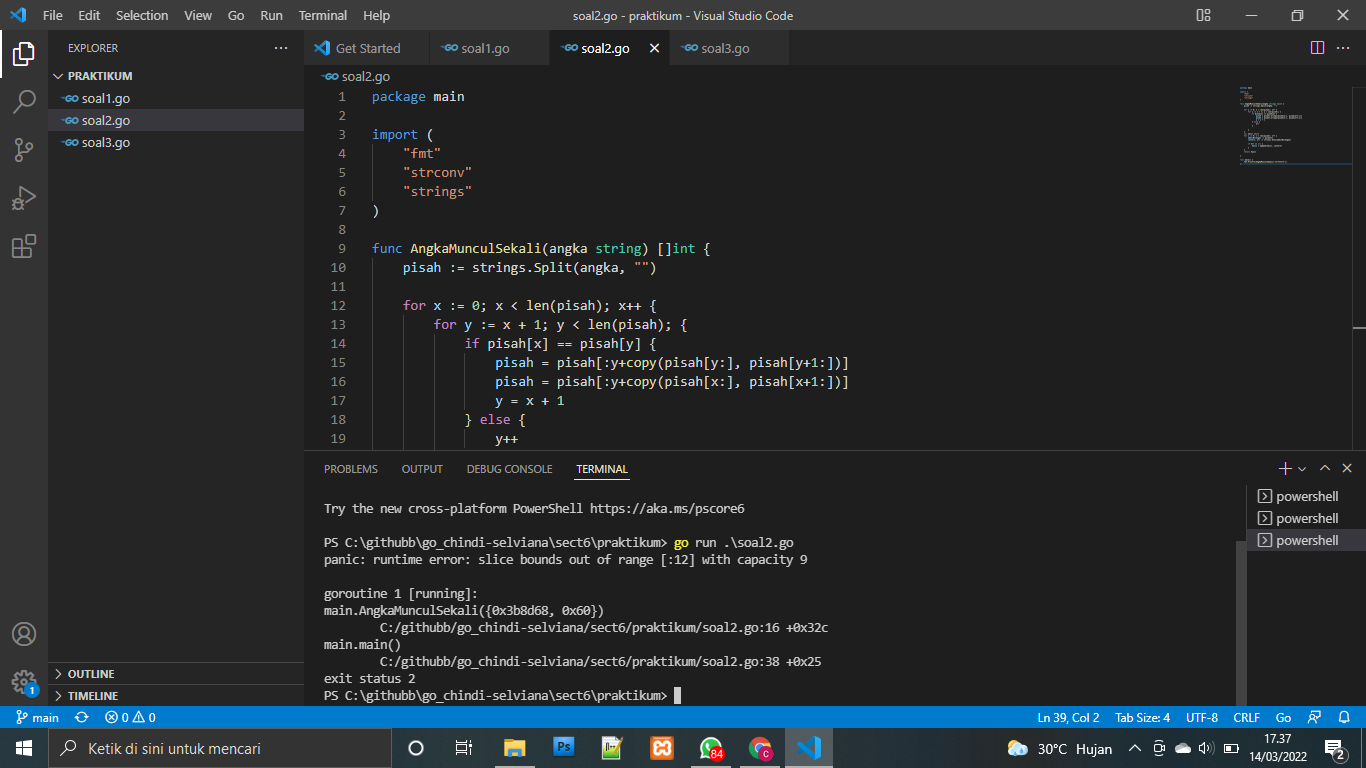 File Edit Selection View Go Run Terminal Help
soal2.go - praktikum - Visual Studio Code
EXPLORER
PRAKTIKUM
soal1.go
soal2.go
soal3.go
OUTLINE
TIMELINE
Get Started
soal1.go
soal2.go
soal3.go
soal2.go
1 package main
2
3 import (
4 "fmt"
5 "strconv"
6 "strings"
7 )
8
9 func AngkaMunculSekali(angka string) []int {
10 pisah := strings.Split(angka, "")
11
12 for x := 0; x < len(pisah); x++ {
13 for y := x + 1; y < len(pisah); {
14 if pisah[x] == pisah[y] {
15 pisah = pisah[:y+copy(pisah[y:], pisah[y+1:])]
16 pisah = pisah[:y+copy(pisah[x:], pisah[x+1:])]
17 y = x + 1
18 } else {
19 y++
PROBLEMS OUTPUT DEBUG CONSOLE TERMINAL
Try the new cross-platform PowerShell https://aka.ms/pscore6
PS C:\githubb\go_chindi-selviana\sect6\praktikum> go run .\soal2.go
panic: runtime error: slice bounds out of range [:12] with capacity 9
goroutine 1 [running]:
main.AngkaMunculSekali({0x3b8d68, 0x60})
C:/githubb/go_chindi-selviana/sect6/praktikum/soal2.go:16 +0x32c
main.main()
C:/githubb/go_chindi-selviana/sect6/praktikum/soal2.go:38 +0x25
exit status 2
PS C:\githubb\go_chindi-selviana\sect6\praktikum>
powershell
powershell
powershell
1
main 0 0
Ln 39, Col 2 Tab Size: 4 UTF-8 CRLF Go
Ketik di sini untuk mencari
Ps
84
C
30°C Hujan
17.37
14/03/2022
2